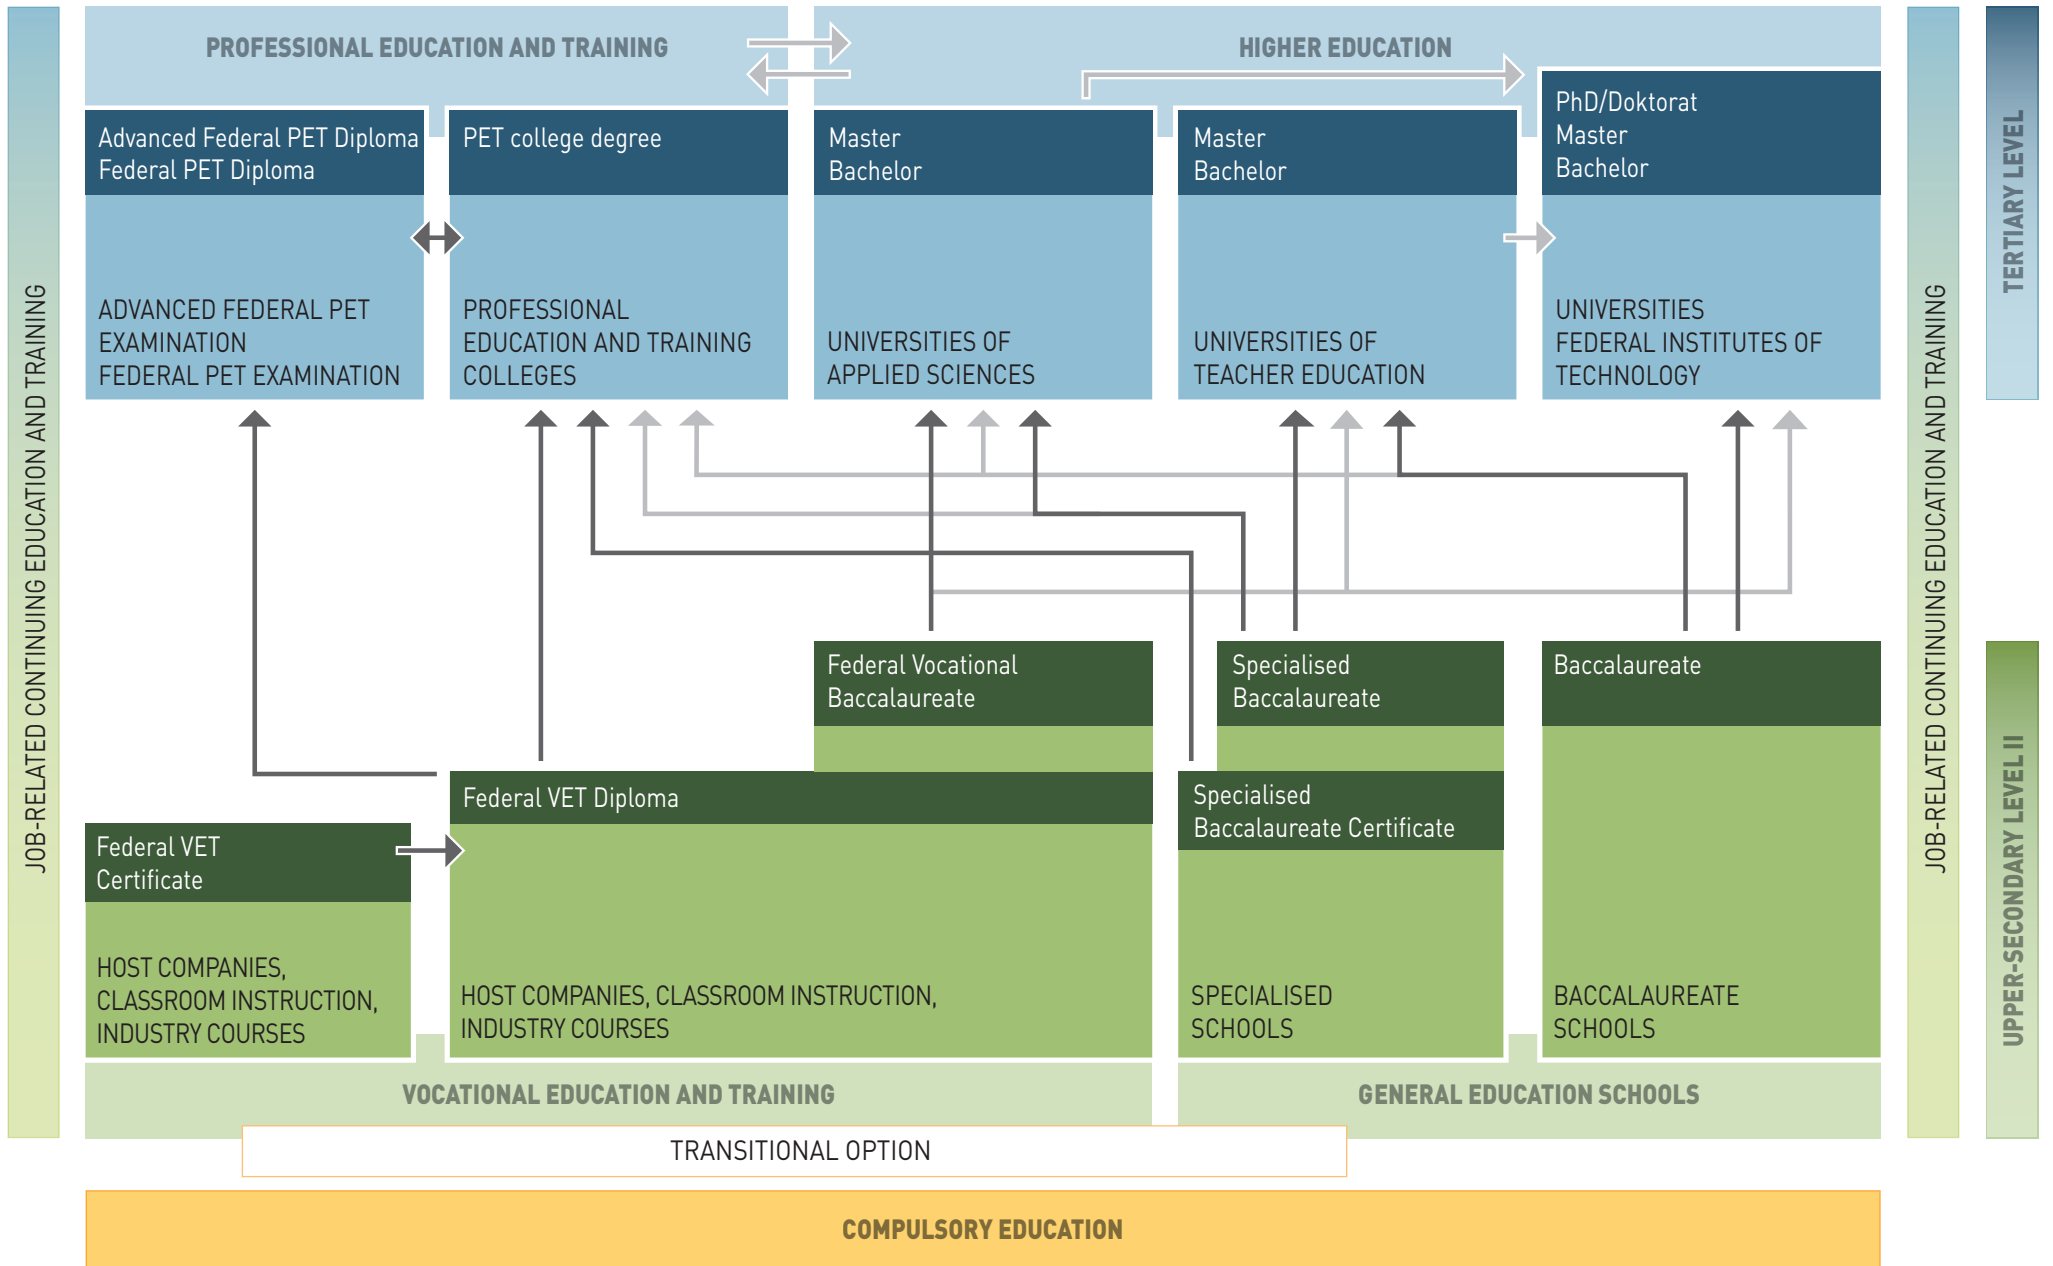 PROFESSIONAL EDUCATION AND TRAINING
HIGHER EDUCATION
Advanced Federal PET Diploma
Federal PET Diploma
PET college degree
Master
Bachelor
Master
Bachelor
PhD/Doktorat
Master
Bachelor
ADVANCED FEDERAL PET
EXAMINATION
FEDERAL PET EXAMINATION
PROFESSIONAL
EDUCATION AND TRAINING
COLLEGES
UNIVERSITIES OF
APPLIED SCIENCES
UNIVERSITIES OF
TEACHER EDUCATION
UNIVERSITIES
FEDERAL INSTITUTES OF
TECHNOLOGY
JOB-RELATED CONTINUING EDUCATION AND TRAINING
JOB-RELATED CONTINUING EDUCATION AND TRAINING
TERTIARY LEVEL
Federal Vocational
Baccalaureate
Specialised
Baccalaureate
Baccalaureate
Federal VET Diploma
Specialised
Baccalaureate Certificate
Federal VET
Certificate
HOST COMPANIES,
CLASSROOM INSTRUCTION,
INDUSTRY COURSES
HOST COMPANIES, CLASSROOM INSTRUCTION,
INDUSTRY COURSES
SPECIALISED
SCHOOLS
BACCALAUREATE
SCHOOLS
UPPER-SECONDARY LEVEL II
VOCATIONAL EDUCATION AND TRAINING
GENERAL EDUCATION SCHOOLS
TRANSITIONAL OPTION
COMPULSORY EDUCATION